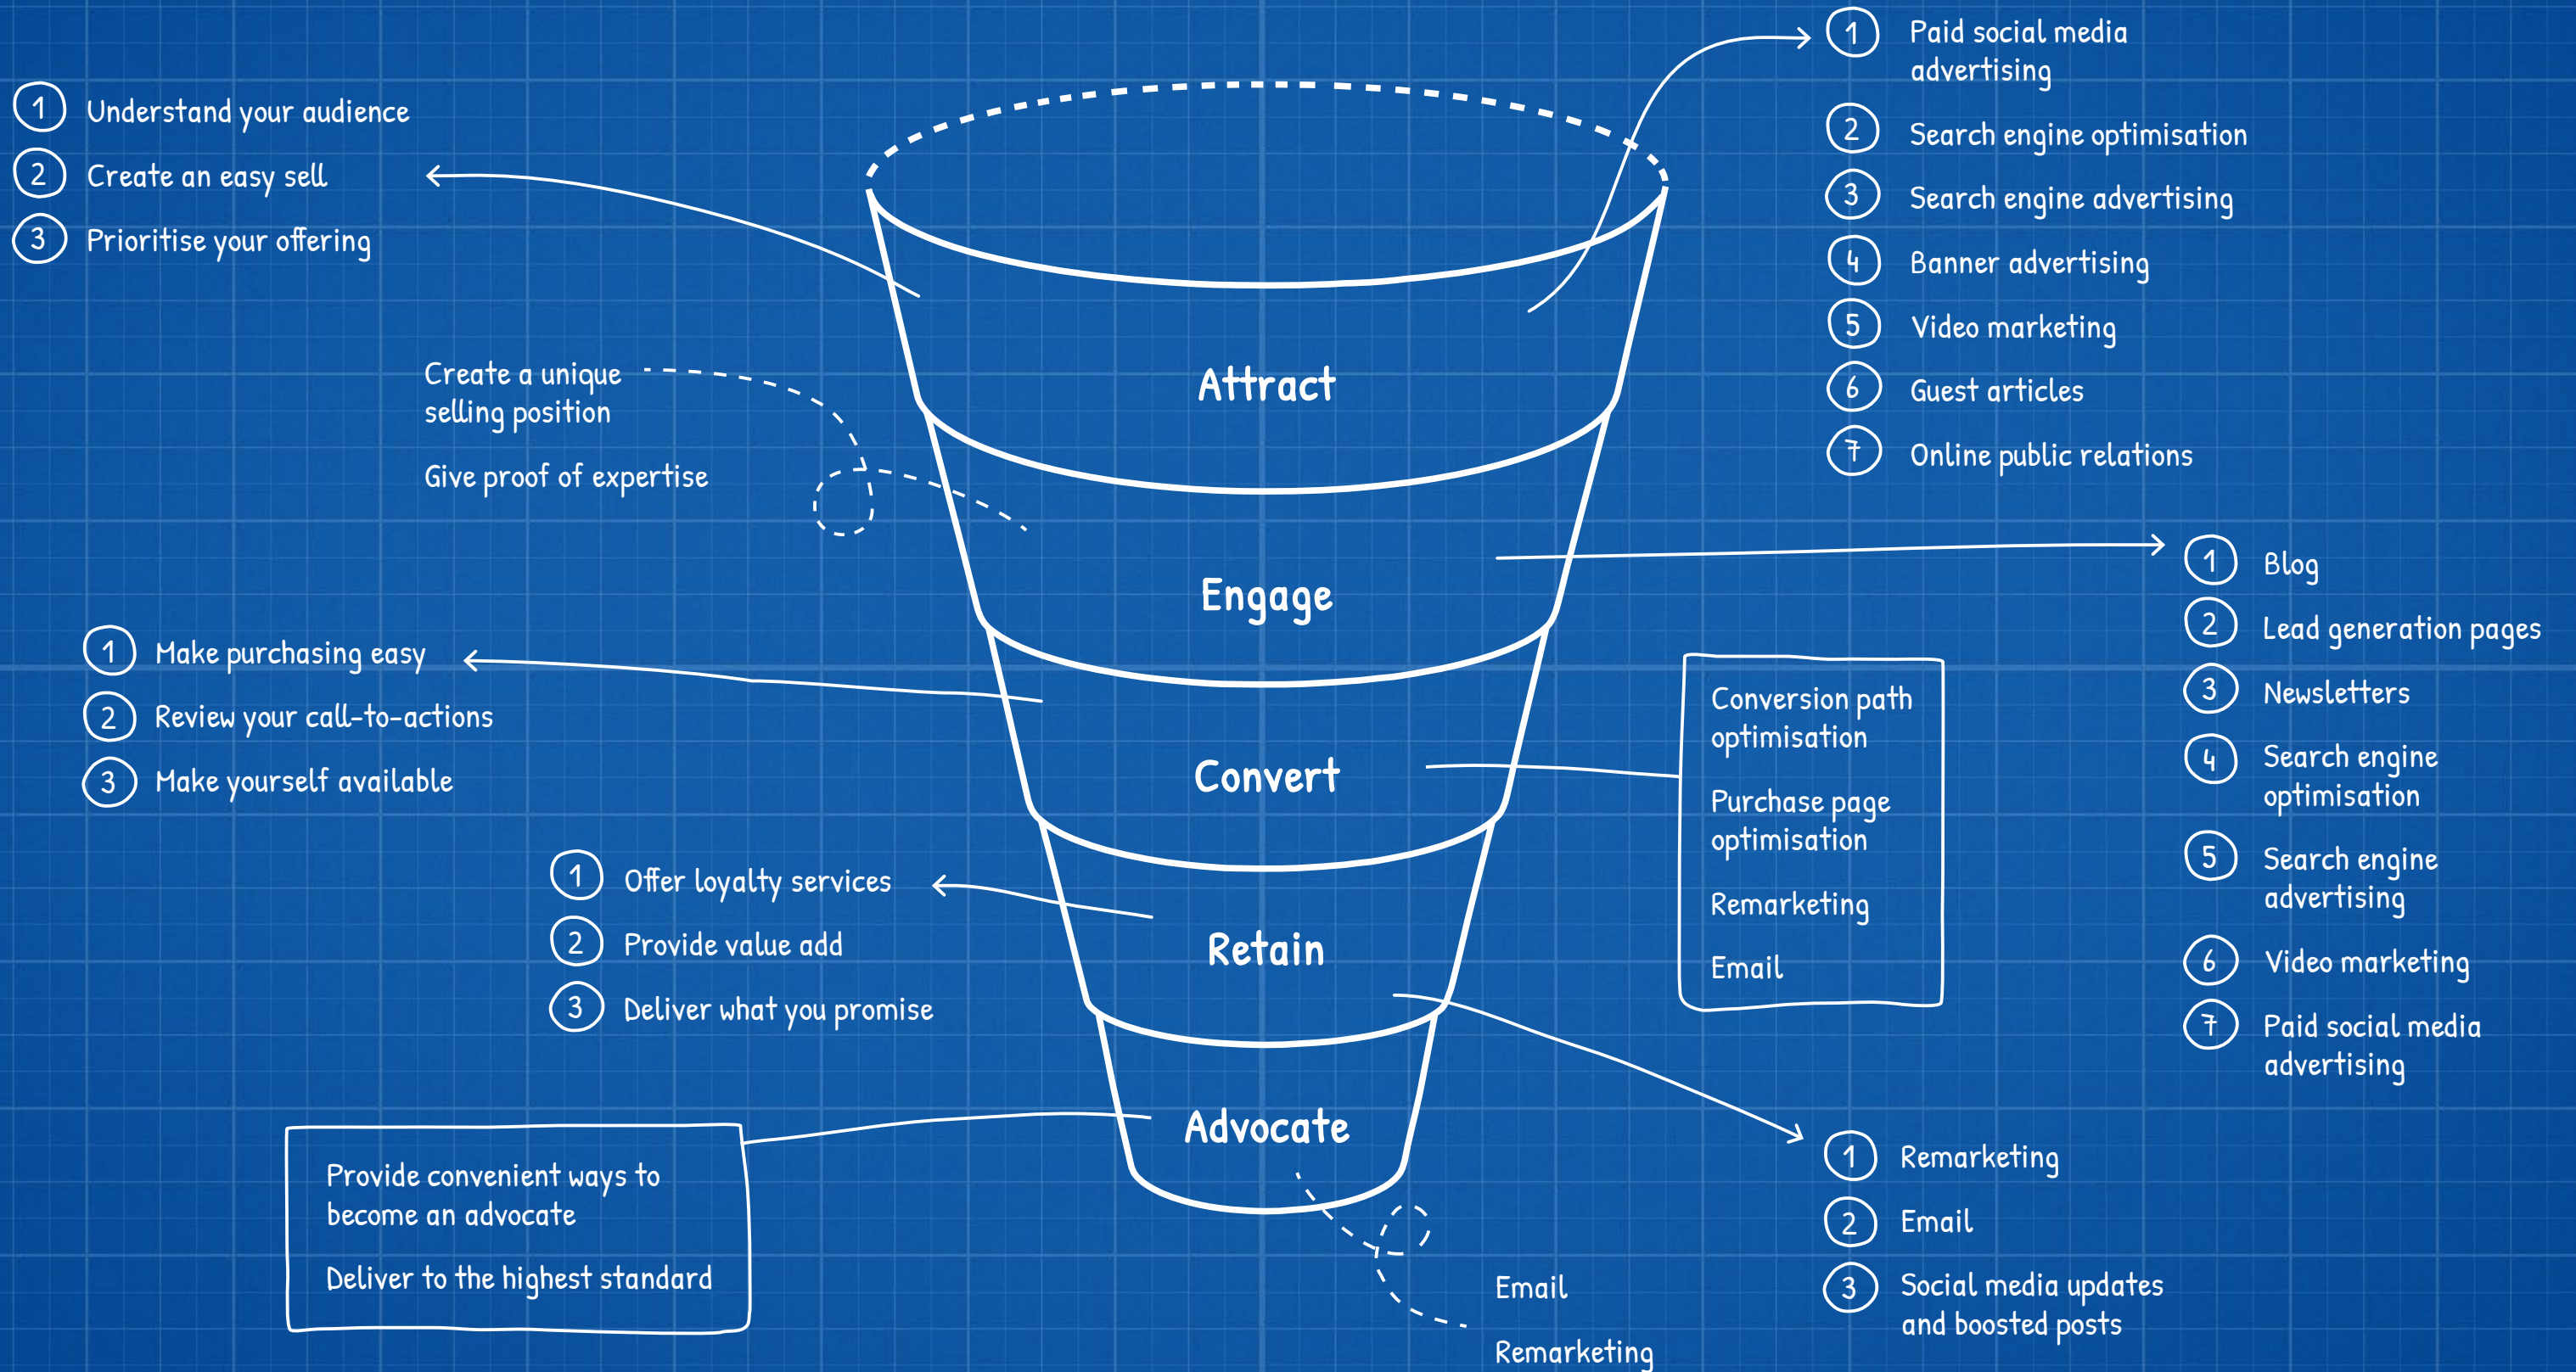 1 Understand your audience
2 Create an easy sell
3 Prioritise your offering
1 Paid social media
advertising
2 Search engine optimisation
3 Search engine advertising
4 Banner advertising
5 Video marketing
6 Guest articles
7 Online public relations
Attract
Create a unique
selling position
Give proof of expertise
Engage
1 Blog
2 Lead generation pages
3 Newsletters
4 Search engine
optimisation
5 Search engine
advertising
6 Video marketing
7 Paid social media
advertising
1 Make purchasing easy
2 Review your call-to-actions
3 Make yourself available
Convert
Conversion path
optimisation
Purchase page
optimisation
Remarketing
Email
1 Offer loyalty services
2 Provide value add
3 Deliver what you promise
Retain
1 Remarketing
2 Email
3 Social media updates
and boosted posts
Advocate
Provide convenient ways to
become an advocate
Deliver to the highest standard
Email
Remarketing